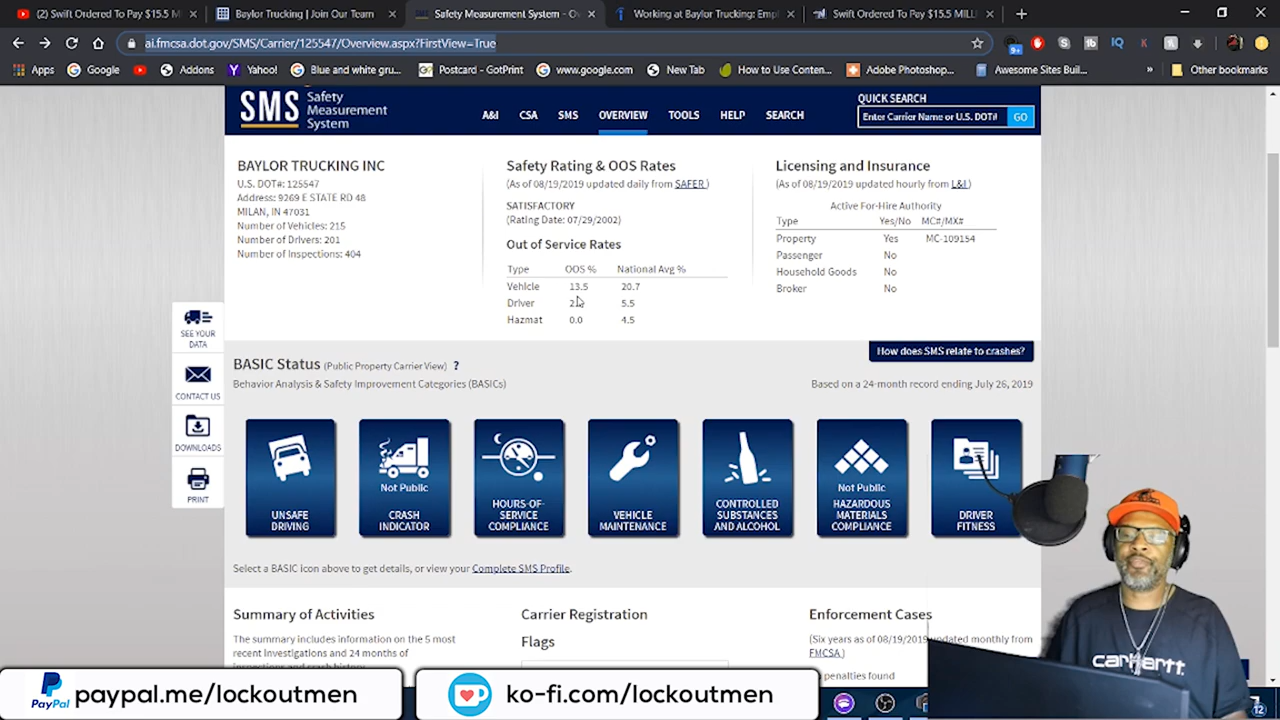 (2) Swift Ordered To Pay $15.5 M
Baylor Trucking | Join Our Team
Safety Measurement System - Ov
Working at Baylor Trucking: Empl
Swift Ordered To Pay $15.5 MILLI
ai.fmcsa.dot.gov/SMS/Carrier/125547/Overview.aspx?FirstView=True
Apps
Google
Addons
Yahoo!
Blue and white gru...
Postcard - GotPrint
www.google.com
New Tab
How to Use Conten...
Adobe Photoshop...
Awesome Sites Buil...
Other bookmarks
SMS
Safety
Measurement
System
A&I CSA SMS OVERVIEW TOOLS HELP SEARCH
QUICK SEARCH
Enter Carrier Name or U.S. DOT# GO
BAYLOR TRUCKING INC
U.S. DOT#: 125547
Address: 9269 E STATE RD 48
MILAN, IN 47031
Number of Vehicles: 215
Number of Drivers: 201
Number of Inspections: 404
Safety Rating & OOS Rates
(As of 08/19/2019 updated daily from SAFER )
SATISFACTORY
(Rating Date: 07/29/2002)
Out of Service Rates
Type OOS % National Avg %
Vehicle 13.5 20.7
Driver 5.5
Hazmat 0.0 4.5
Licensing and Insurance
(As of 08/19/2019 updated hourly from L&I )
Active For-Hire Authority
Type Yes/No MC#/MX#
Property Yes MC-109154
Passenger No
Household Goods No
Broker No
SEE YOUR
DATA
CONTACT US
DOWNLOADS
PRINT
How does SMS relate to crashes?
BASIC Status (Public Property Carrier View) ?
Behavior Analysis & Safety Improvement Categories (BASICs)
Based on a 24-month record ending July 26, 2019
UNSAFE
DRIVING
Not Public
CRASH
INDICATOR
HOURS-OF-
SERVICE
COMPLIANCE
VEHICLE
MAINTENANCE
CONTROLLED
SUBSTANCES
AND ALCOHOL
Not Public
HAZARDOUS
MATERIALS
COMPLIANCE
DRIVER
FITNESS
Select a BASIC icon above to get details, or view your Complete SMS Profile.
Summary of Activities
The summary includes information on the 5 most
recent investigations and 24 months of
Carrier Registration
Flags
Enforcement Cases
(Six years as of 08/19/2019 updated monthly from
FMCSA )
penalties found
carhartt
PayPal
paypal.me/lockoutmen
ko-fi.com/lockoutmen